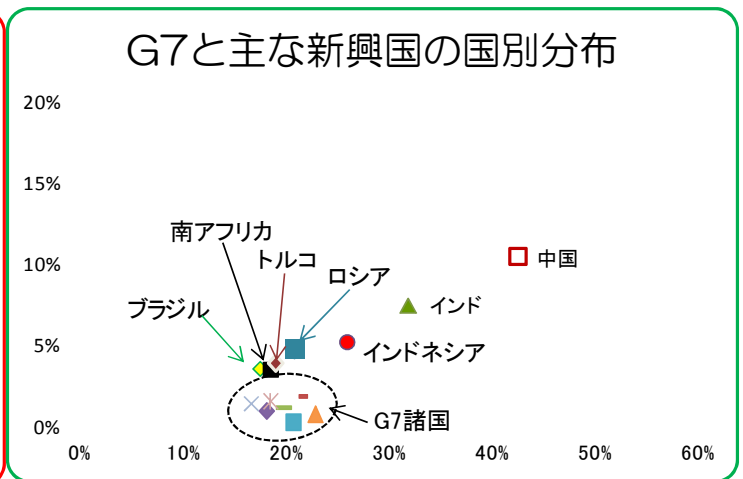 G7と主な新興国の国別分布
20%
15%
南アフリカ
トルコ
10%
中国
ロシア
ブラジル
インド
5%
インドネシア
G7諸国
0%
0%
10%
20%
30%
40%
50%
60%